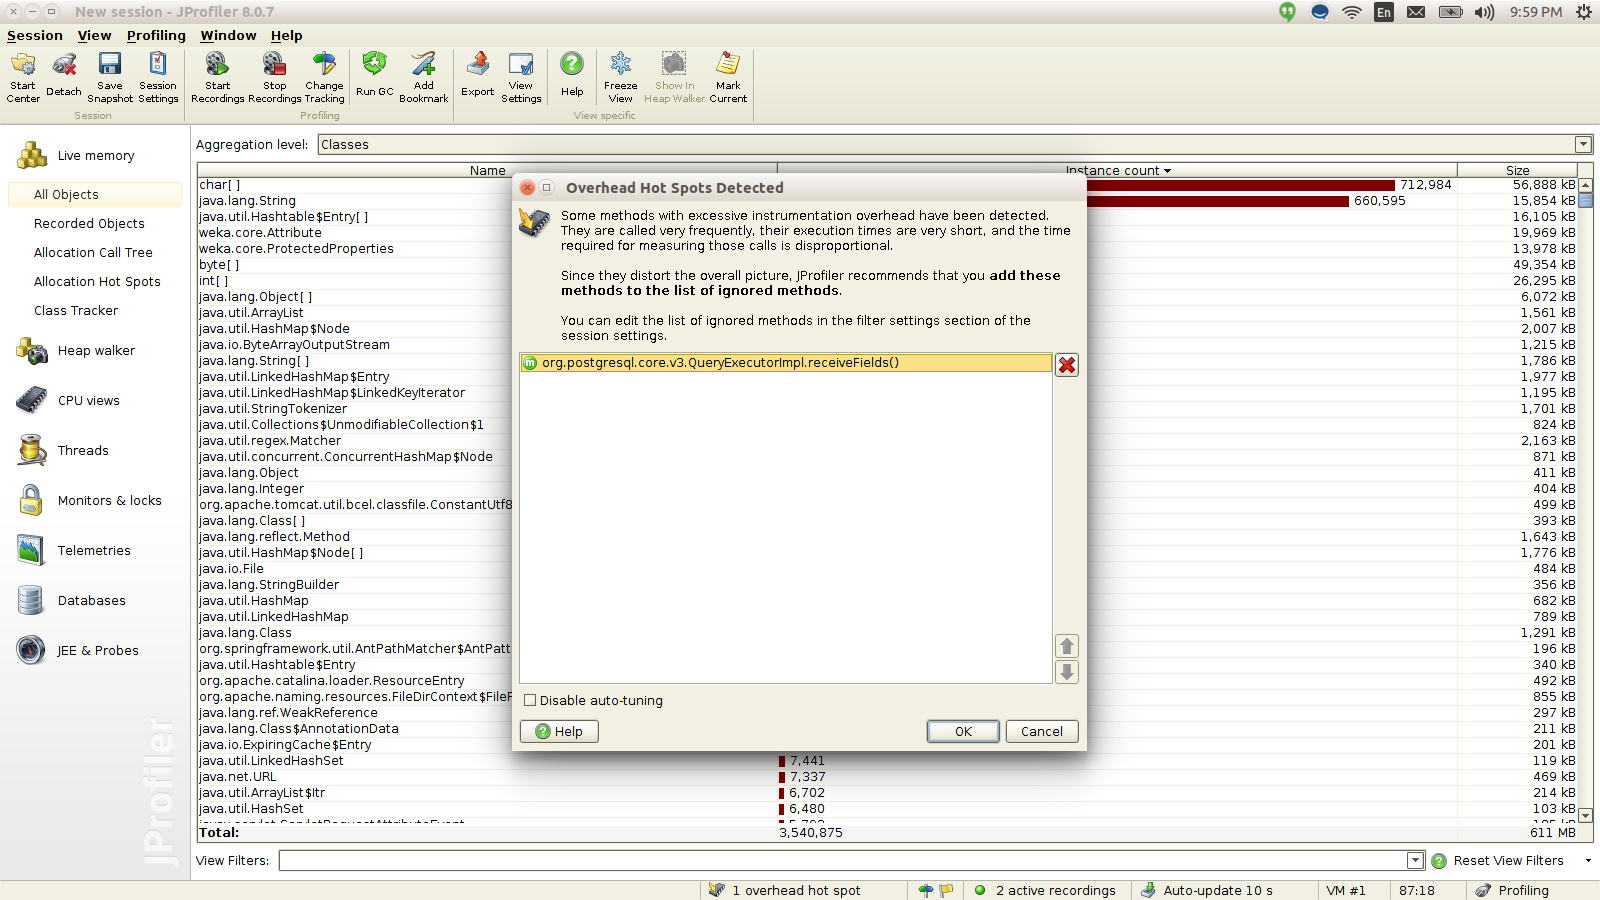 New session - JProfiler 8.0.7
En
9:59 PM
Session View Profiling Window Help
Start Center
Detach
Save Snapshot
Session Settings
Start Recordings
Stop Recordings
Change Tracking
Run GC
Add Bookmark
Export
View Settings
Help
Freeze View
Show In Heap Walker
Mark Current
Session
Profiling
View specific
Live memory
All Objects
Recorded Objects
Allocation Call Tree
Allocation Hot Spots
Class Tracker
Heap walker
CPU views
Threads
Monitors & locks
Telemetries
Databases
JEE & Probes
JProfiler
Aggregation level: Classes
Name Instance count Size
char[ ] 712,984 56,888 kB
java.lang.String 660,595 15,854 kB
java.util.Hashtable$Entry[ ] 16,105 kB
weka.core.Attribute 19,969 kB
weka.core.ProtectedProperties 13,978 kB
byte[ ] 49,354 kB
int[ ] 26,295 kB
java.lang.Object[ ] 6,072 kB
java.util.ArrayList 1,561 kB
java.util.HashMap$Node 2,007 kB
java.io.ByteArrayOutputStream 1,215 kB
java.lang.String[ ] 1,786 kB
java.util.LinkedHashMap$Entry 1,977 kB
java.util.LinkedHashMap$LinkedKeyIterator 1,195 kB
java.util.StringTokenizer 1,701 kB
java.util.Collections$UnmodifiableCollection$1 824 kB
java.util.regex.Matcher 2,163 kB
java.util.concurrent.ConcurrentHashMap$Node 871 kB
java.lang.Object 411 kB
java.lang.Integer 404 kB
org.apache.tomcat.util.bcel.classfile.ConstantUtf8 499 kB
java.lang.Class[ ] 393 kB
java.lang.reflect.Method 1,643 kB
java.util.HashMap$Node[ ] 1,776 kB
java.io.File 484 kB
java.lang.StringBuilder 356 kB
java.util.HashMap 682 kB
java.util.LinkedHashMap 789 kB
java.lang.Class 1,291 kB
org.springframework.util.AntPathMatcher$AntPatt 196 kB
java.util.Hashtable$Entry 340 kB
org.apache.catalina.loader.ResourceEntry 492 kB
org.apache.naming.resources.FileDirContext$FileF 855 kB
java.lang.ref.WeakReference 297 kB
java.lang.Class$AnnotationData 211 kB
java.io.ExpiringCache$Entry 201 kB
java.util.LinkedHashSet 7,441 119 kB
java.net.URL 7,337 469 kB
java.util.ArrayList$Itr 6,702 214 kB
java.util.HashSet 6,480 103 kB
Total: 3,540,875 611 MB
Overhead Hot Spots Detected
Some methods with excessive instrumentation overhead have been detected.
They are called very frequently, their execution times are very short, and the time
required for measuring those calls is disproportional.
Since they distort the overall picture, JProfiler recommends that you add these
methods to the list of ignored methods.
You can edit the list of ignored methods in the filter settings section of the
session settings.
org.postgresql.core.v3.QueryExecutorImpl.receiveFields()
Disable auto-tuning
Help OK Cancel
View Filters: Reset View Filters
1 overhead hot spot
2 active recordings
Auto-update 10 s
VM #1
87:18
Profiling